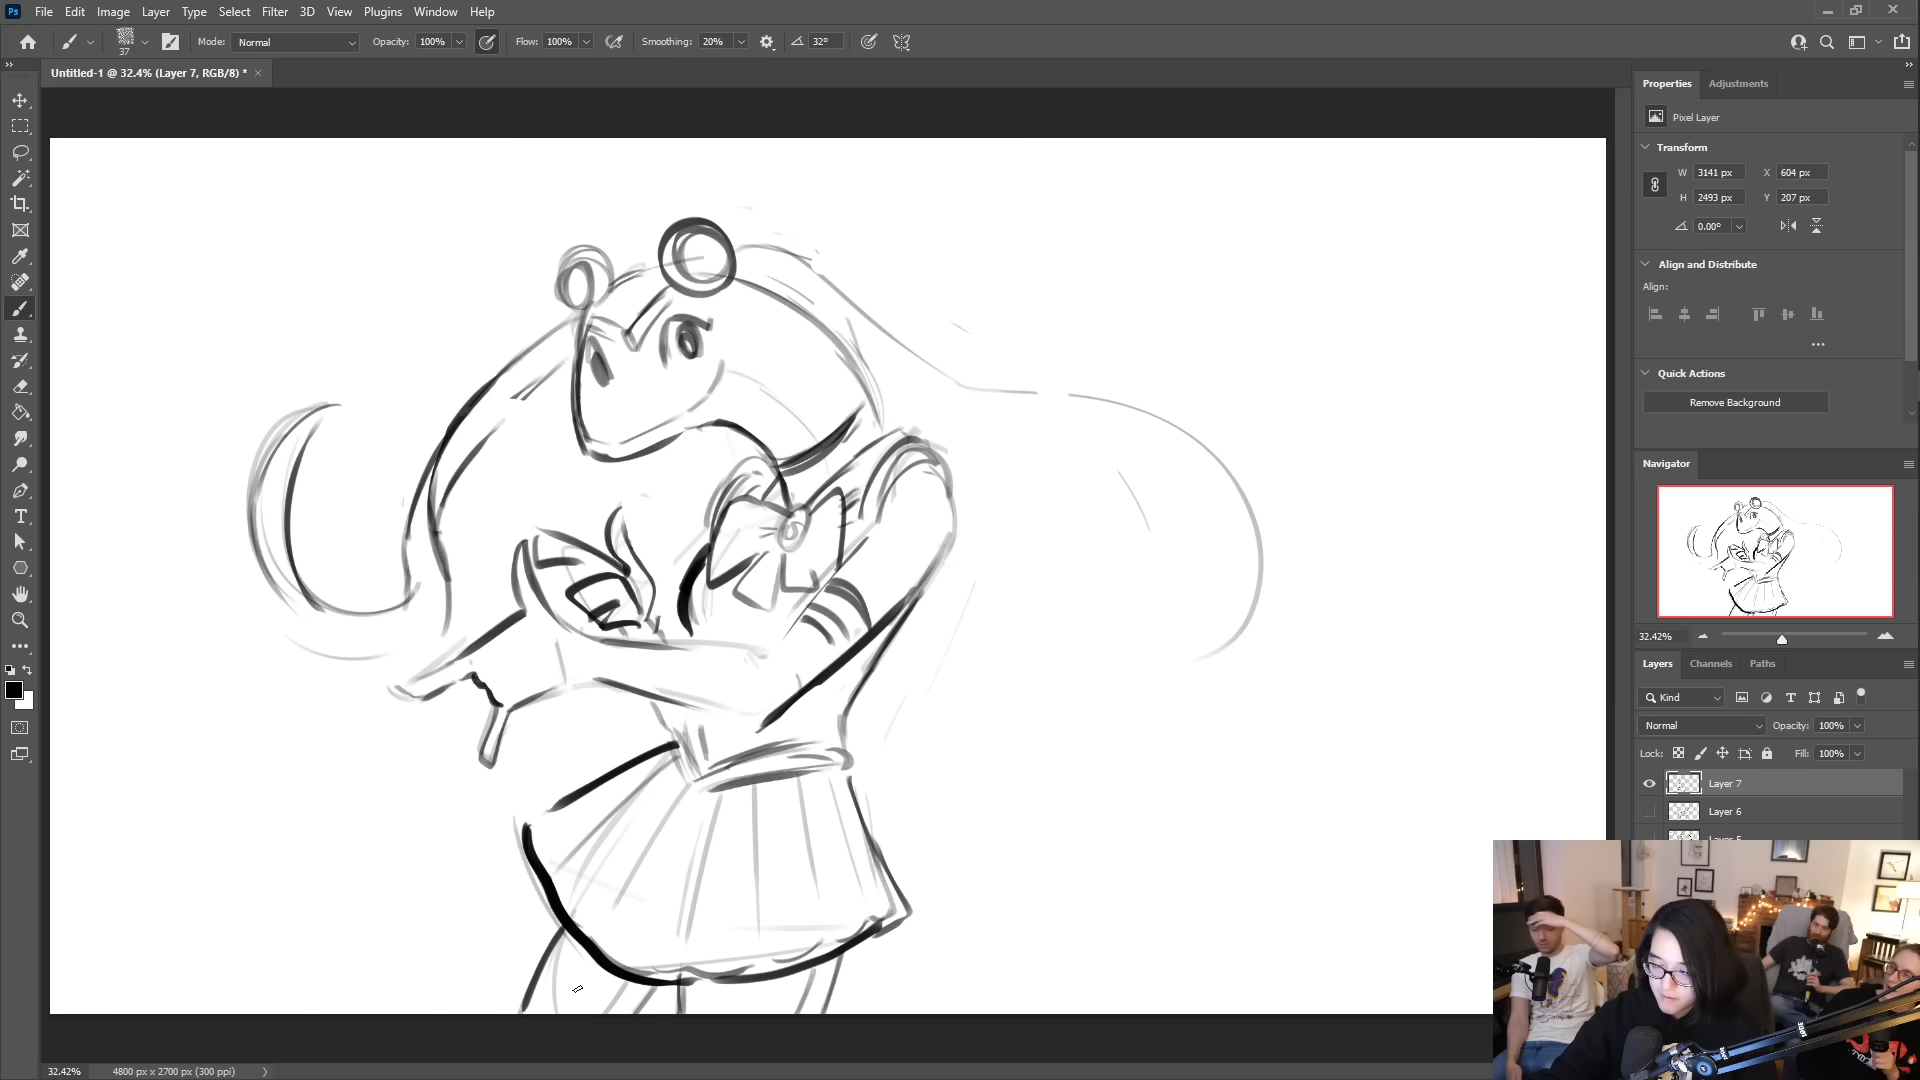 Ps File Edit Image Layer Type Select Filter 3D View Plugins Window Help
37 Mode: Normal Opacity: 100% Flow: 100% Smoothing: 20% 32°
Untitled-1 @ 32.4% (Layer 7, RGB/8) *
Properties Adjustments
Pixel Layer
Transform
W 3141 px X 604 px
H 2493 px Y 207 px
0.00°
Align and Distribute
Align:
Quick Actions
Remove Background
Navigator
32.42%
Layers Channels Paths
Kind
Normal Opacity: 100%
Lock: Fill: 100%
Layer 7
Layer 6
Layer 5
32.42% 4800 px x 2700 px (300 ppi)